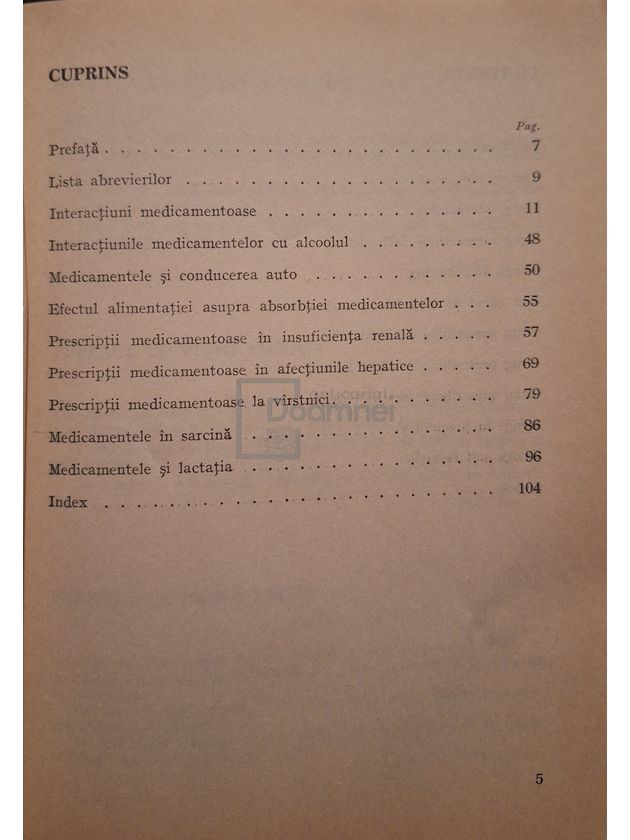 CUPRINS
Pag.
Prefață . . . . . . . . . . . . . . . . . . . . . . . . 7
Lista abrevierilor . . . . . . . . . . . . . . . . . . . 9
Interacțiuni medicamentoase . . . . . . . . . . . . . . 11
Interacțiunile medicamentelor cu alcoolul . . . . . . . . 48
Medicamentele și conducerea auto . . . . . . . . . . . 50
Efectul alimentației asupra absorbției medicamentelor . . . 55
Prescripții medicamentoase în insuficiența renală . . . . . 57
Prescripții medicamentoase în afecțiunile hepatice . . . . . 69
Prescripții medicamentoase la vîrstnici . . . . . . . . . . 79
Medicamentele în sarcină . . . . . . . . . . . . . . . . 86
Medicamentele și lactația . . . . . . . . . . . . . . . . 96
Index . . . . . . . . . . . . . . . . . . . . . . . . 104
anticariat
Doamnei
5